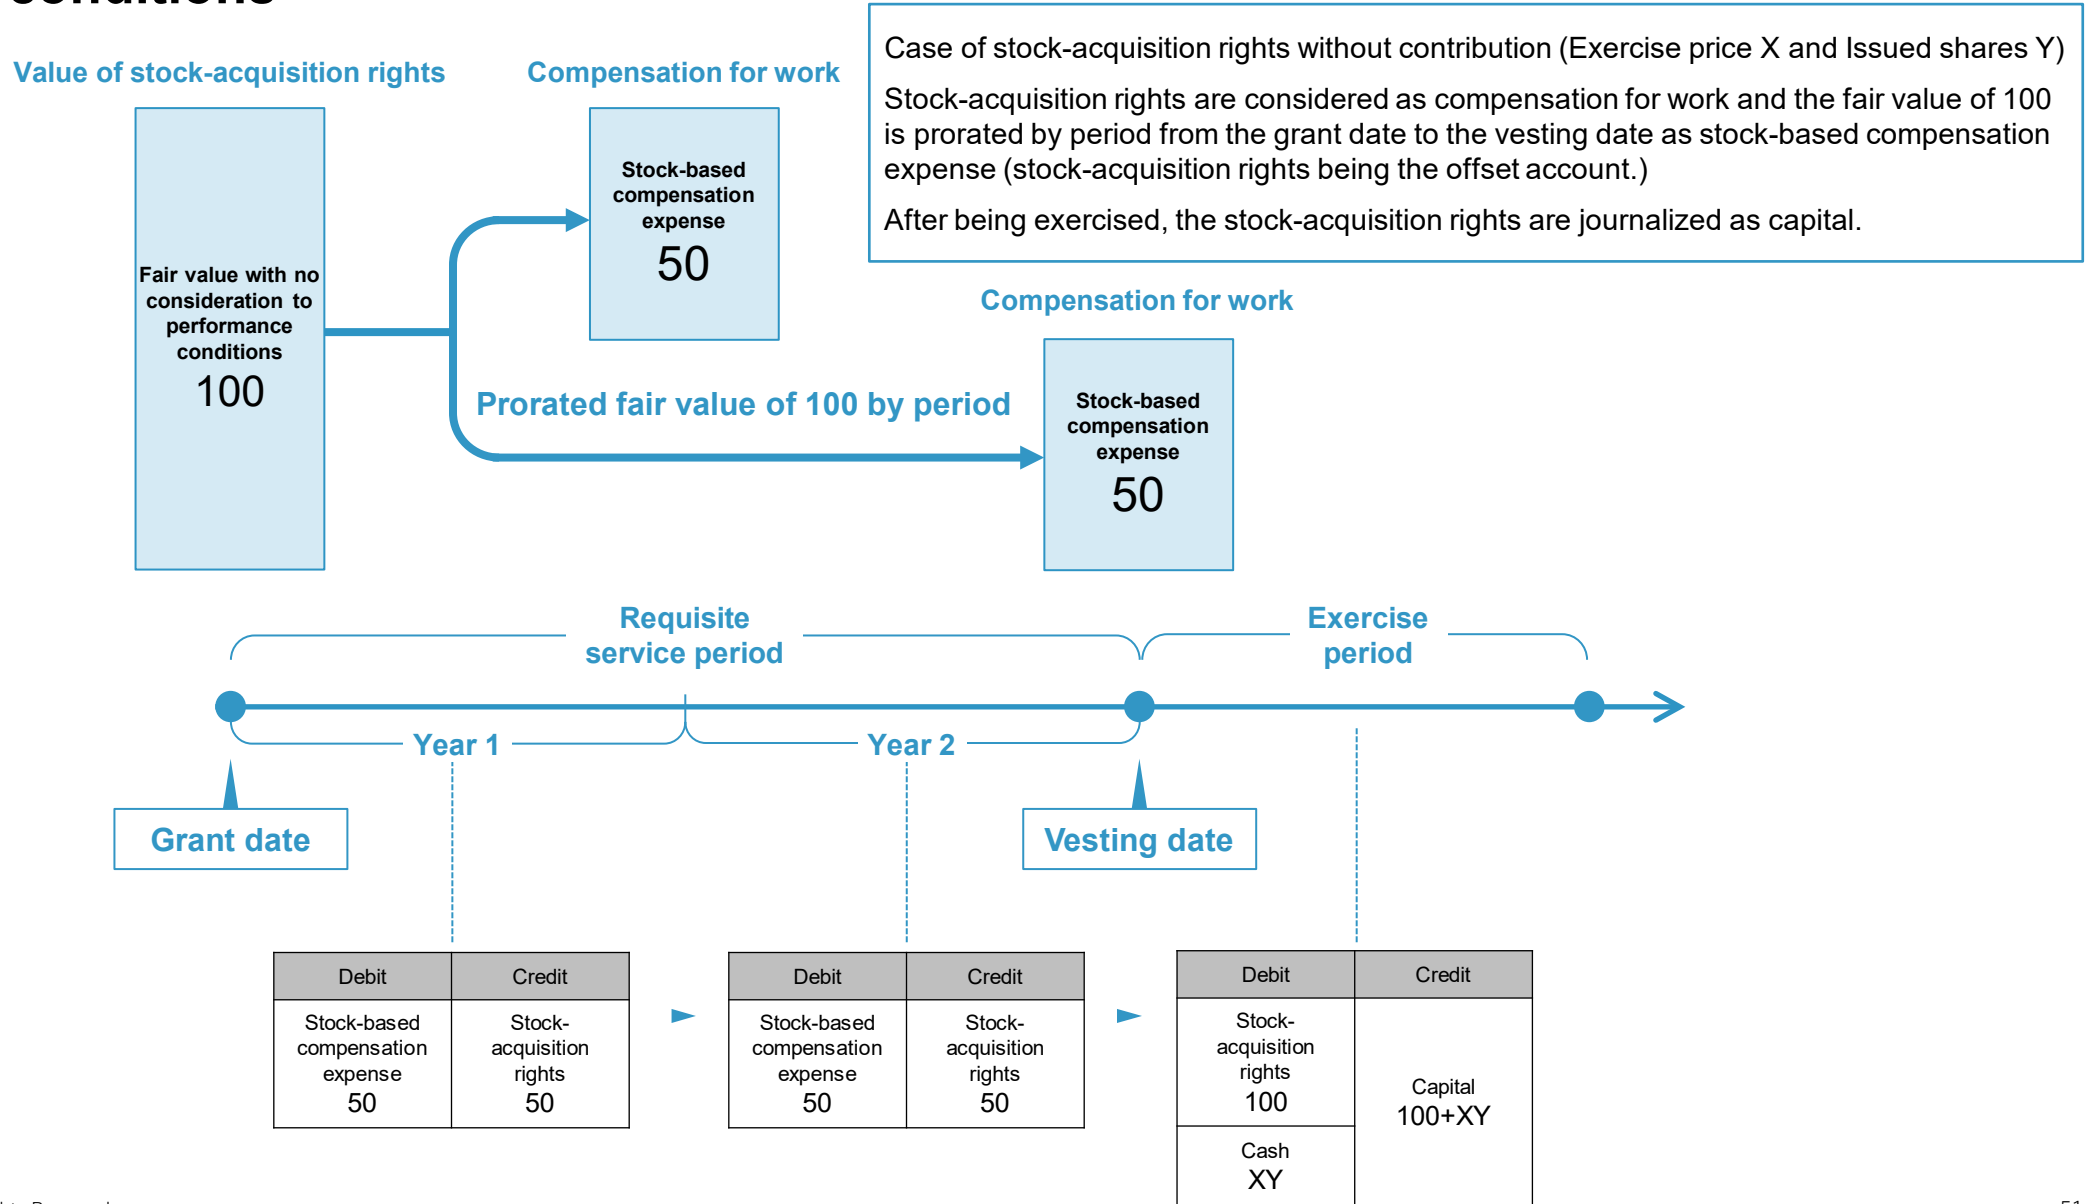 conditions
Case of stock-acquisition rights without contribution (Exercise price X and Issued shares Y)
Stock-acquisition rights are considered as compensation for work and the fair value of 100
is prorated by period from the grant date to the vesting date as stock-based compensation
expense (stock-acquisition rights being the offset account.)
After being exercised, the stock-acquisition rights are journalized as capital.
Value of stock-acquisition rights
Compensation for work
Stock-based
compensation
expense
50
Fair value with no
consideration to
performance
conditions
100
Compensation for work
Prorated fair value of 100 by period
Stock-based
compensation
expense
50
Requisite
service period
Exercise
period
Year 1
Year 2
Grant date
Vesting date
Debit
Credit
Stock-based
compensation
expense
50
Stock-
acquisition
rights
50
Debit
Credit
Stock-based
compensation
expense
50
Stock-
acquisition
rights
50
Debit
Credit
Stock-
acquisition
rights
100
Capital
100+XY
Cash
XY